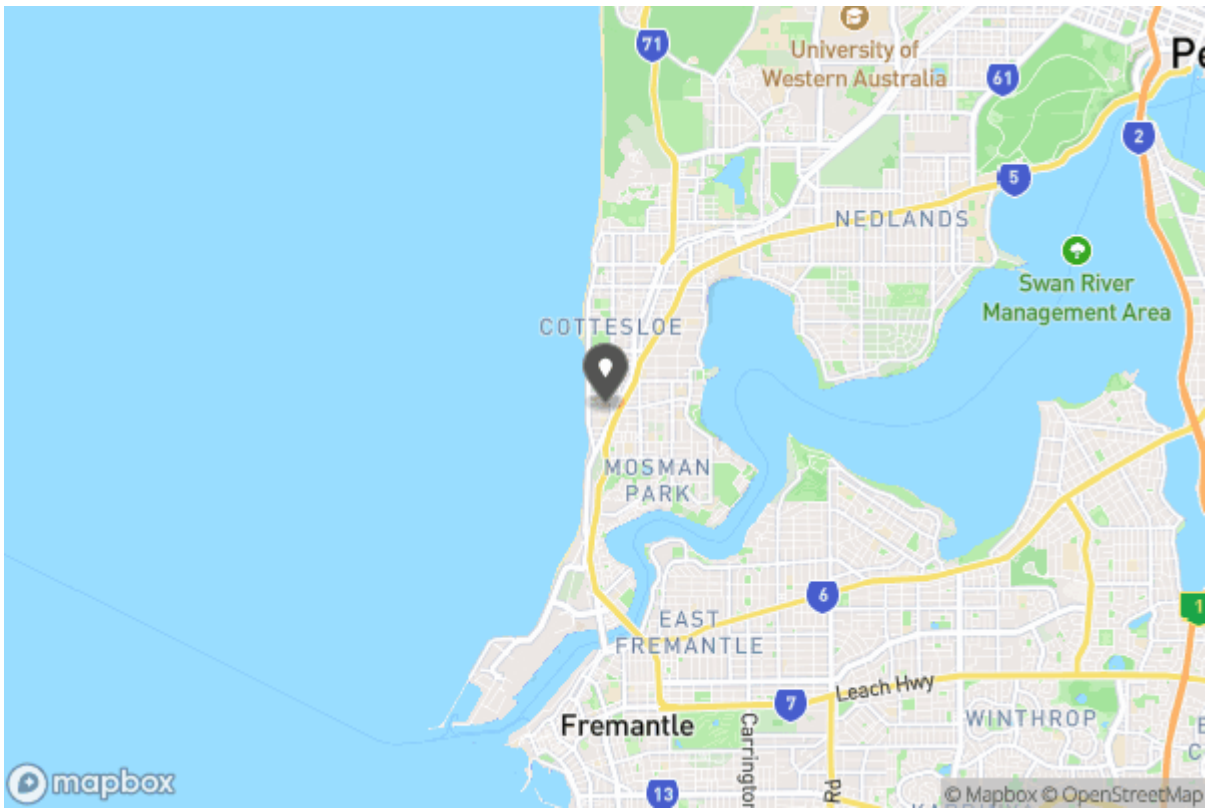 71
University of
Western Australia
61
Pe
2
5
NEDLANDS
Swan River
Management Area
COTTESLOE
MOSMAN
PARK
6
1
EAST
FREMANTLE
Leach Hwy
7
WINTHROP
Fremantle
Carrington
Rd
13
mapbox
© Mapbox © OpenStreetMap